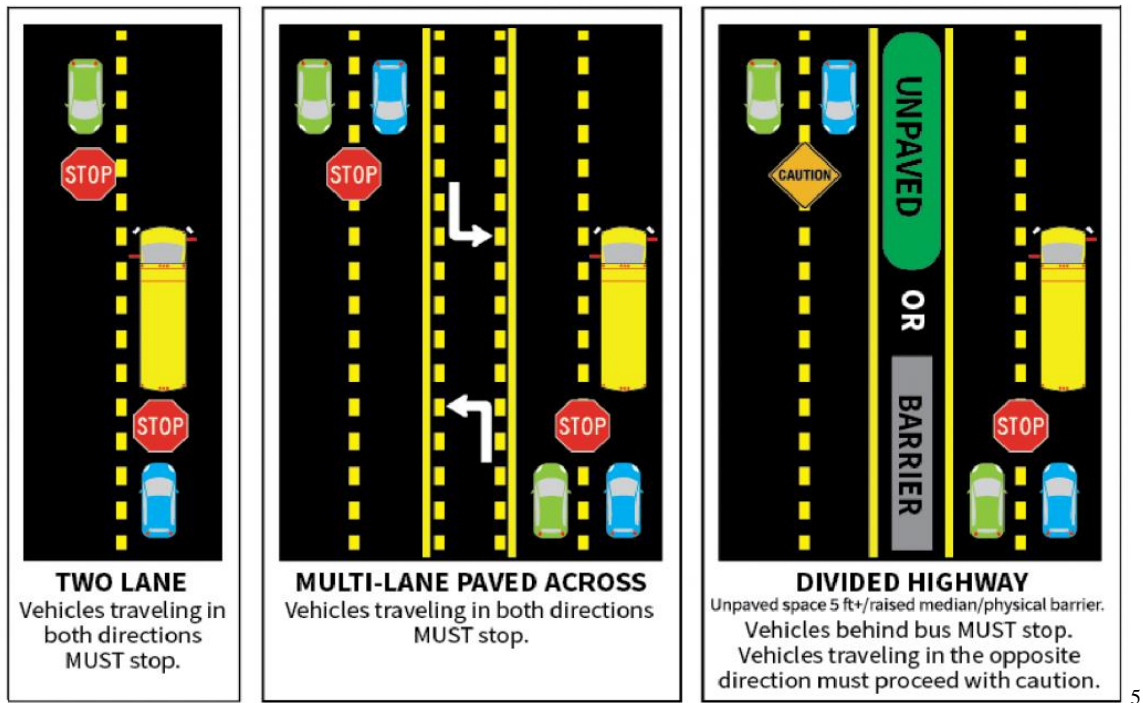 STOP
STOP
TWO LANE
Vehicles traveling in
both directions
MUST stop.
STOP
STOP
MULTI-LANE PAVED ACROSS
Vehicles traveling in both directions
MUST stop.
CAUTION
UNPAVED
OR
BARRIER
STOP
DIVIDED HIGHWAY
Unpaved space 5 ft+/raised median/physical barrier.
Vehicles behind bus MUST stop.
Vehicles traveling in the opposite
direction must proceed with caution.
5